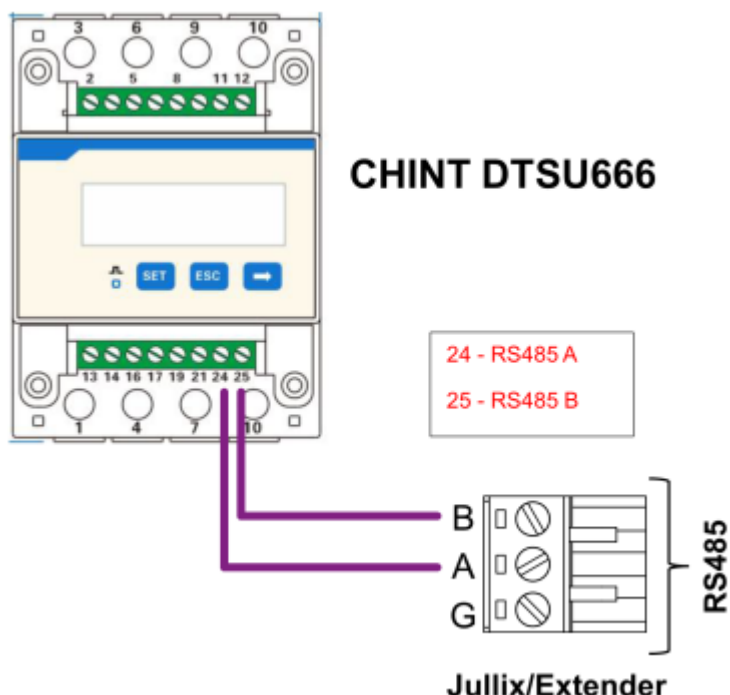 3 6 9 10
2 5 8 11 12
CHINT DTSU666
SET ESC
24 - RS485 A
25 - RS485 B
13 14 16 17 19 21 24 25
1 4 7 10
B
A
G
RS485
Jullix/Extender